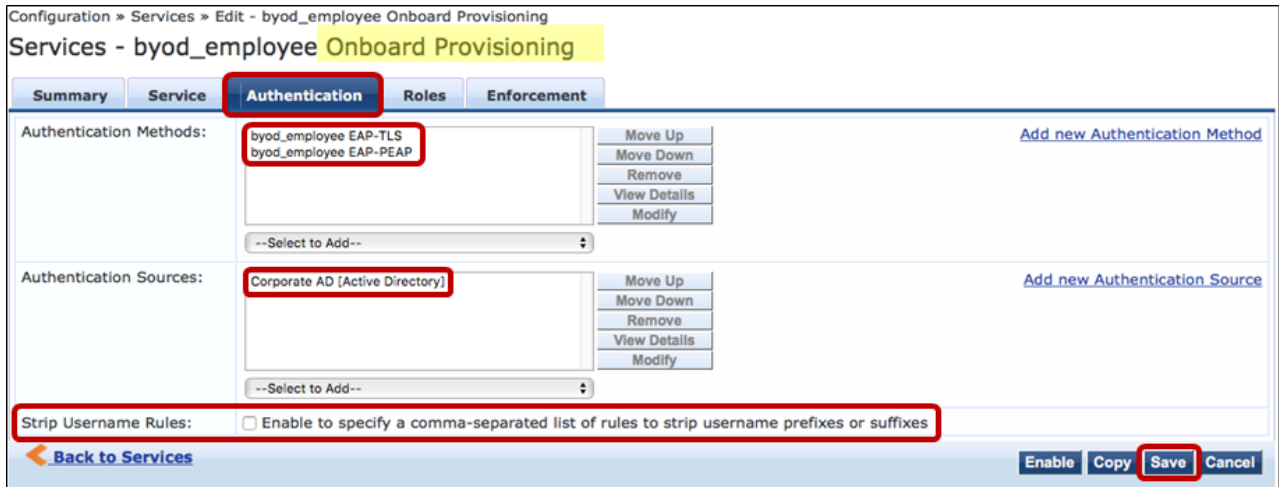 Configuration » Services » Edit - byod_employee Onboard Provisioning
Services - byod_employee Onboard Provisioning
Summary Service Authentication Roles Enforcement
Authentication Methods:
byod_employee EAP-TLS
byod_employee EAP-PEAP
Move Up
Move Down
Remove
View Details
Modify
Add new Authentication Method
--Select to Add--
Authentication Sources:
Corporate AD [Active Directory]
Move Up
Move Down
Remove
View Details
Modify
Add new Authentication Source
--Select to Add--
Strip Username Rules: Enable to specify a comma-separated list of rules to strip username prefixes or suffixes
Back to Services Enable Copy Save Cancel